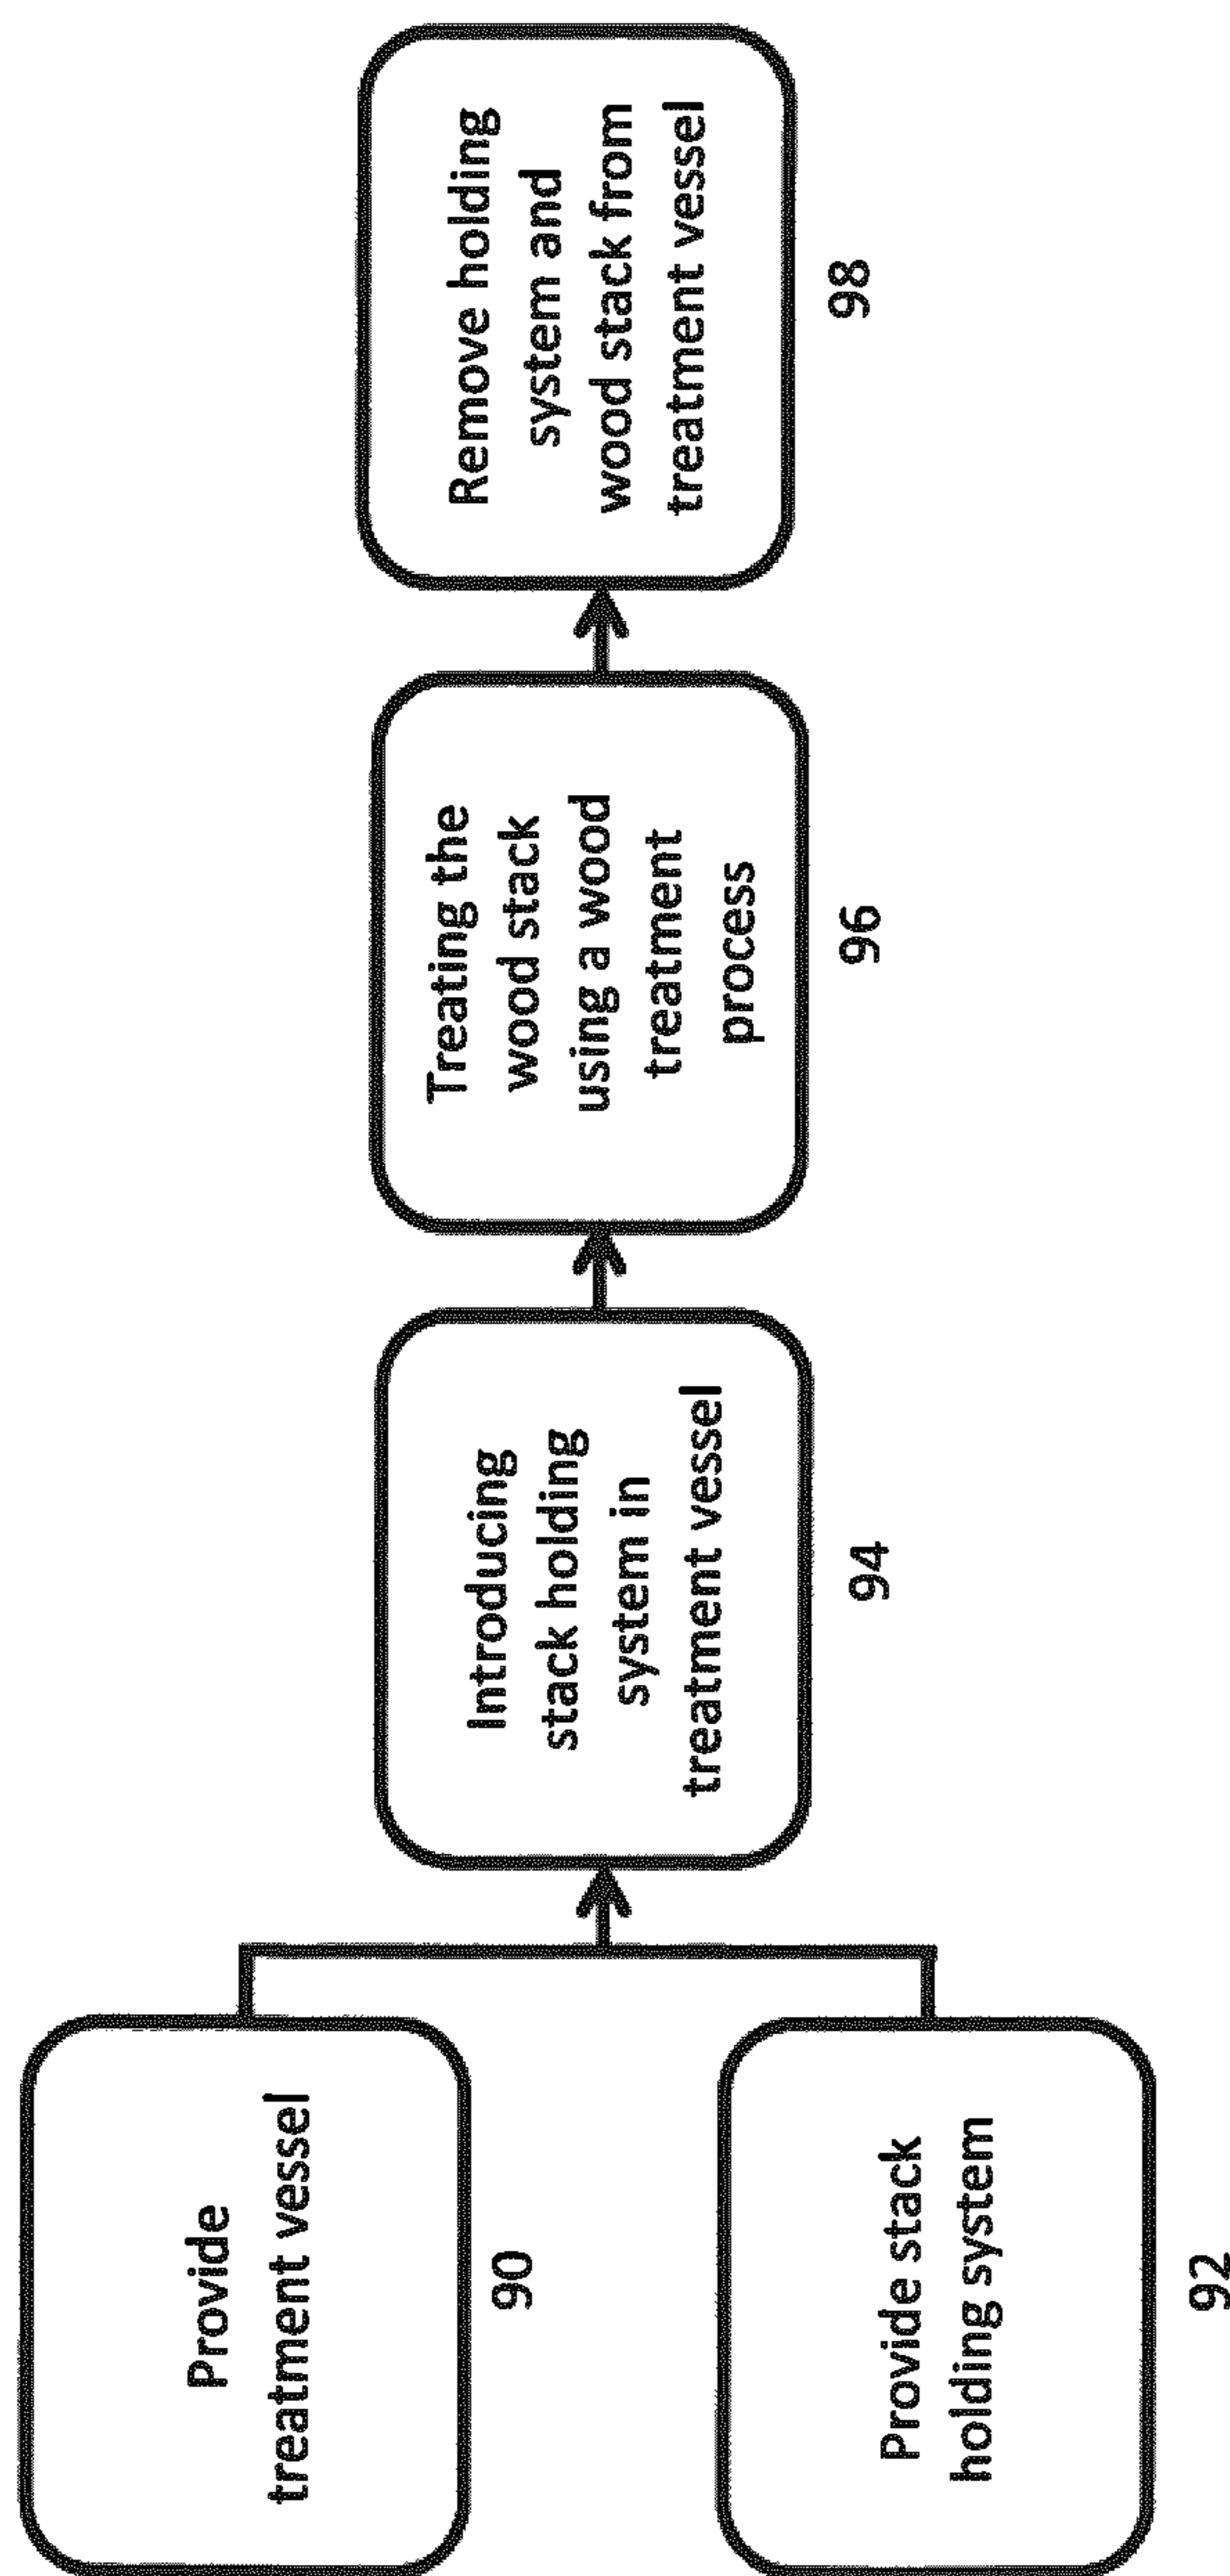 Provide
treatment vessel
90
Provide stack
holding system
92
Introducing
stack holding
system in
treatment vessel
94
Treating the
wood stack
using a wood
treatment
process
96
Remove holding
system and
wood stack from
treatment vessel
98